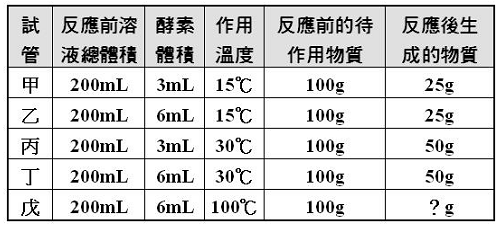 試管 反應前溶液總體積 酵素體積 作用溫度 反應前的待作用物質 反應後生成的物質
甲 200mL 3mL 15℃ 100g 25g
乙 200mL 6mL 15℃ 100g 25g
丙 200mL 3mL 30℃ 100g 50g
丁 200mL 6mL 30℃ 100g 50g
戊 200mL 6mL 100℃ 100g ？g